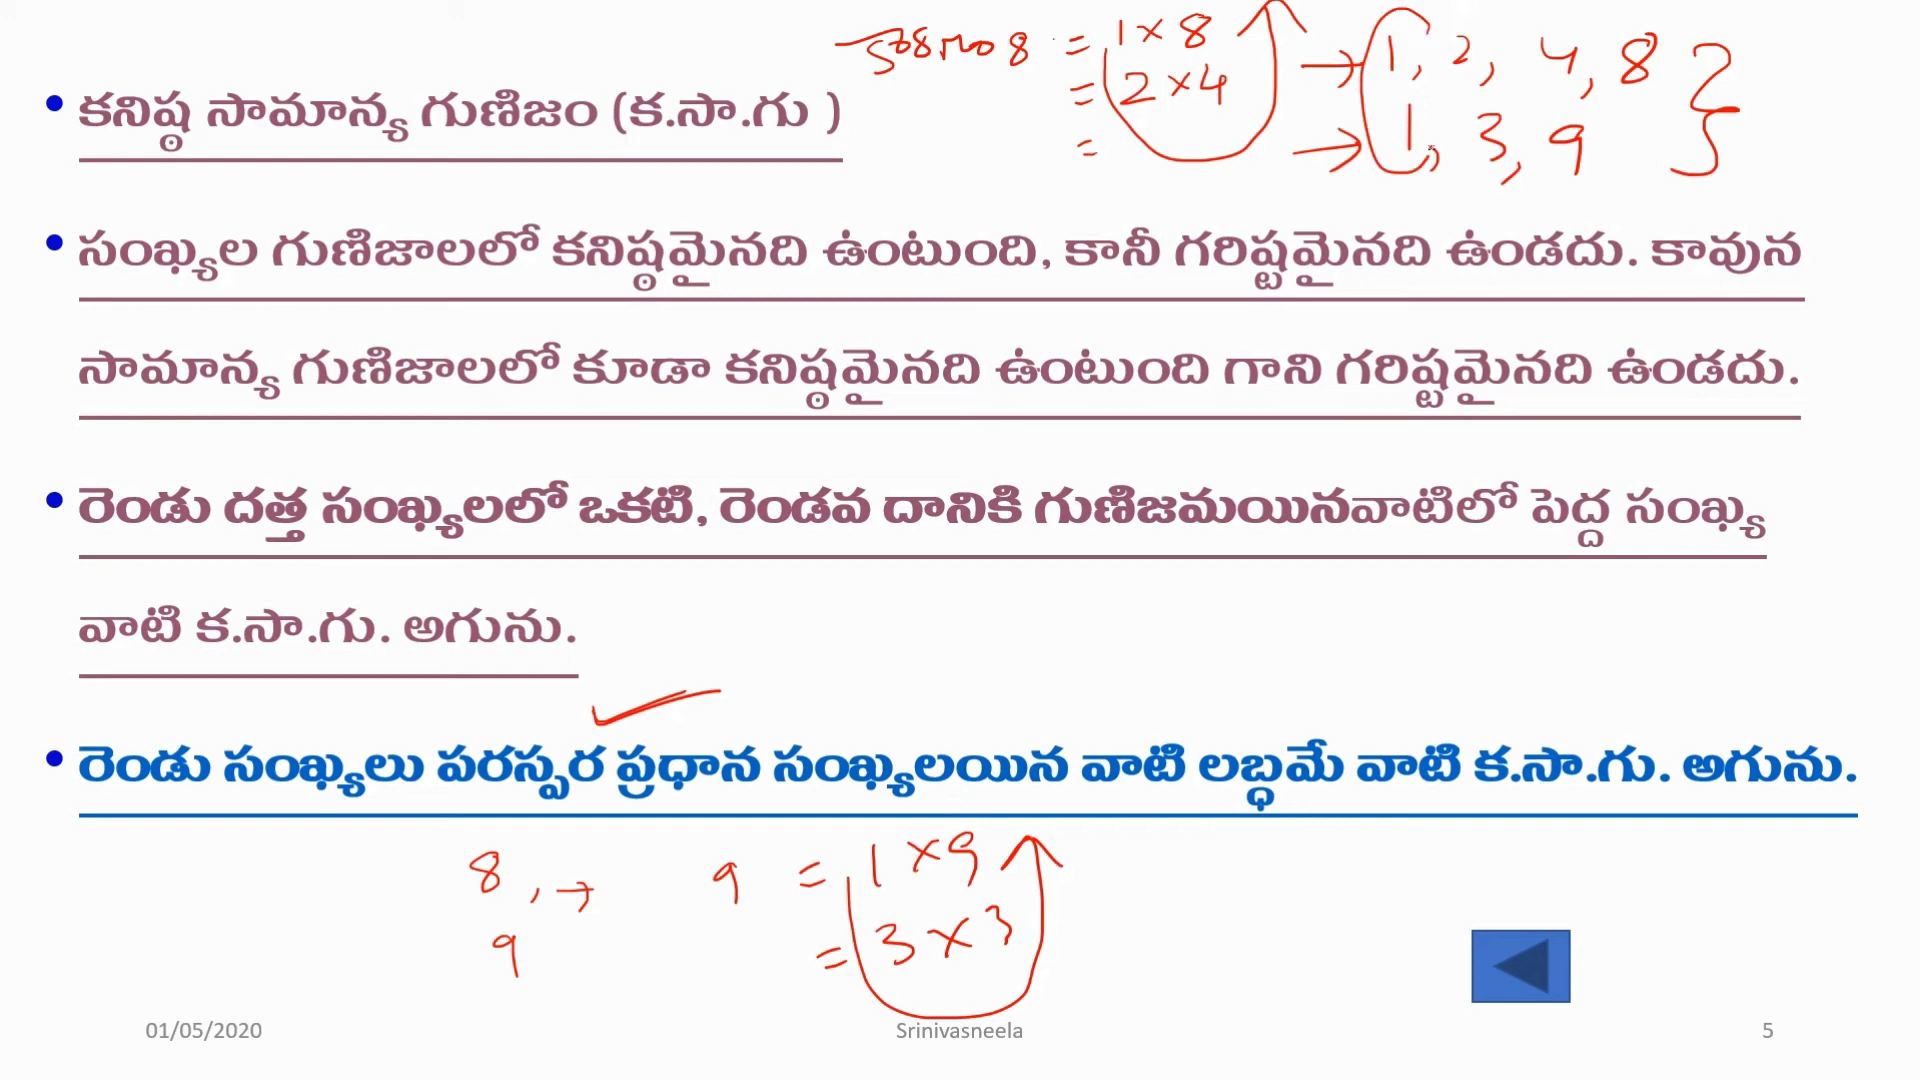 = 1 × 8 → 1, 2, 4, 8
• కనిష్ఠ సామాన్య గుణిజం (క.సా.గు )
= 2 × 4
= → 1, 3, 9
• సంఖ్యల గుణిజాలలో కనిష్ఠమైనది ఉంటుంది, కానీ గరిష్టమైనది ఉండదు. కావున
సామాన్య గుణిజాలలో కూడా కనిష్ఠమైనది ఉంటుంది గాని గరిష్టమైనది ఉండదు.
• రెండు దత్త సంఖ్యలలో ఒకటి, రెండవ దానికి గుణిజమయినవాటిలో పెద్ద సంఖ్య
వాటి క.సా.గు. అగును.
• రెండు సంఖ్యలు పరస్పర ప్రధాన సంఖ్యలయిన వాటి లబ్ధమే వాటి క.సా.గు. అగును.
8, → 9 = 1 × 9
9 = 3 × 3
01/05/2020 Srinivasneela 5